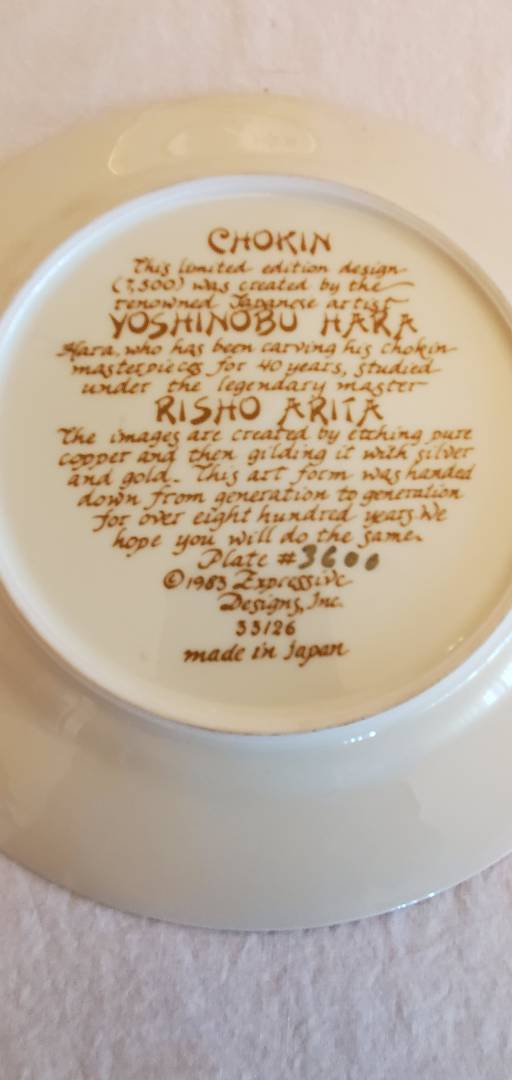 CHOKIN
This limited edition design
(7,500) was created by the
renowned Japanese artist
YOSHINOBU HARA
Hara, who has been carving his chokin
masterpieces for 40 years, studied
under the legendary master
RISHO ARITA
The images are created by etching pure
copper and then gilding it with silver
and gold. This art form was handed
down from generation to generation
for over eight hundred years. We
hope you will do the same.
Plate #3600
©1983 Expressive
Designs, Inc.
33126
made in Japan